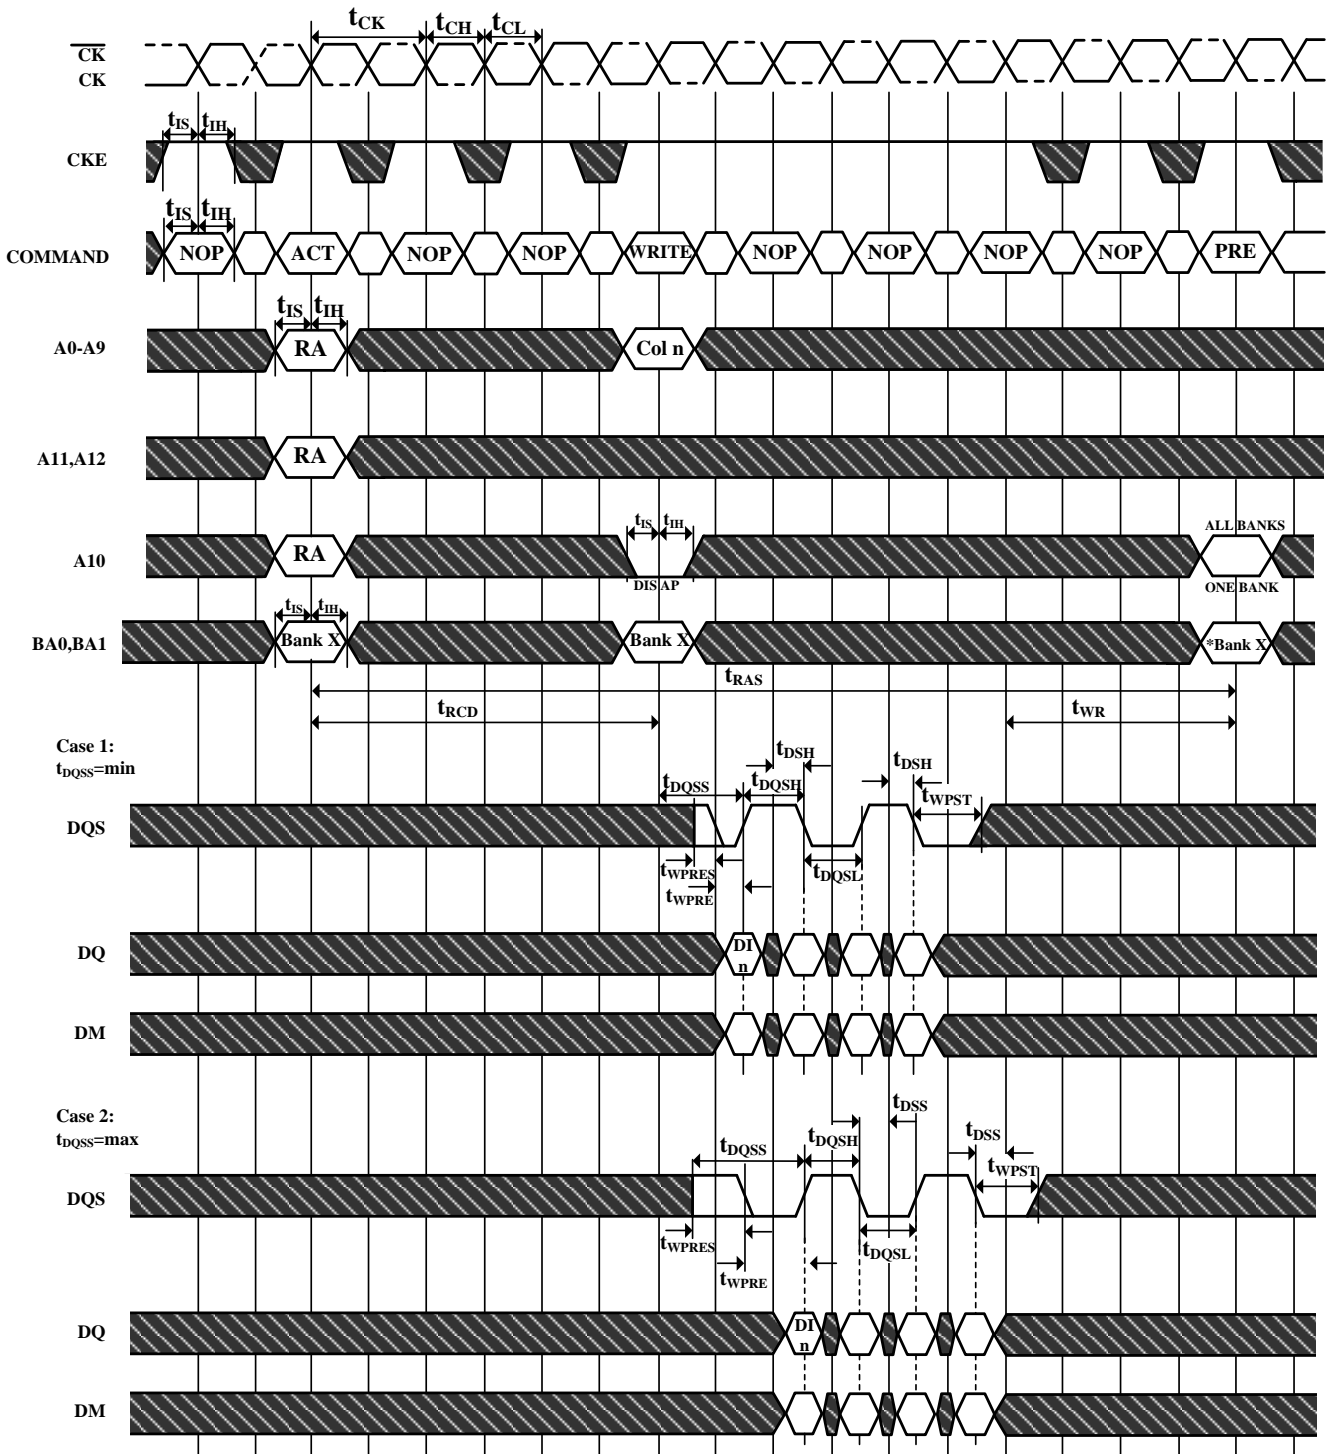 tCK tCH tCL
CK
CK
tIS tIH
CKE
tIS tIH
COMMAND NOP ACT NOP NOP WRITE NOP NOP NOP NOP PRE
tIS tIH
A0-A9 RA Col n
A11,A12 RA
tIS tIH ALL BANKS
A10 RA
DIS AP ONE BANK
tIS tIH
BA0,BA1 Bank X Bank X *Bank X
tRAS
tRCD tWR
Case 1:
tDQSS=min
tDSH tDSH
tDQSS tDQSH tWPST
DQS
tWPRES tDQSL
tWPRE
DQ DI
n
DM
Case 2:
tDQSS=max
tDSS
tDQSS tDQSH tDSS
tWPST
DQS
tWPRES tDQSL
tWPRE
DQ DI
n
DM